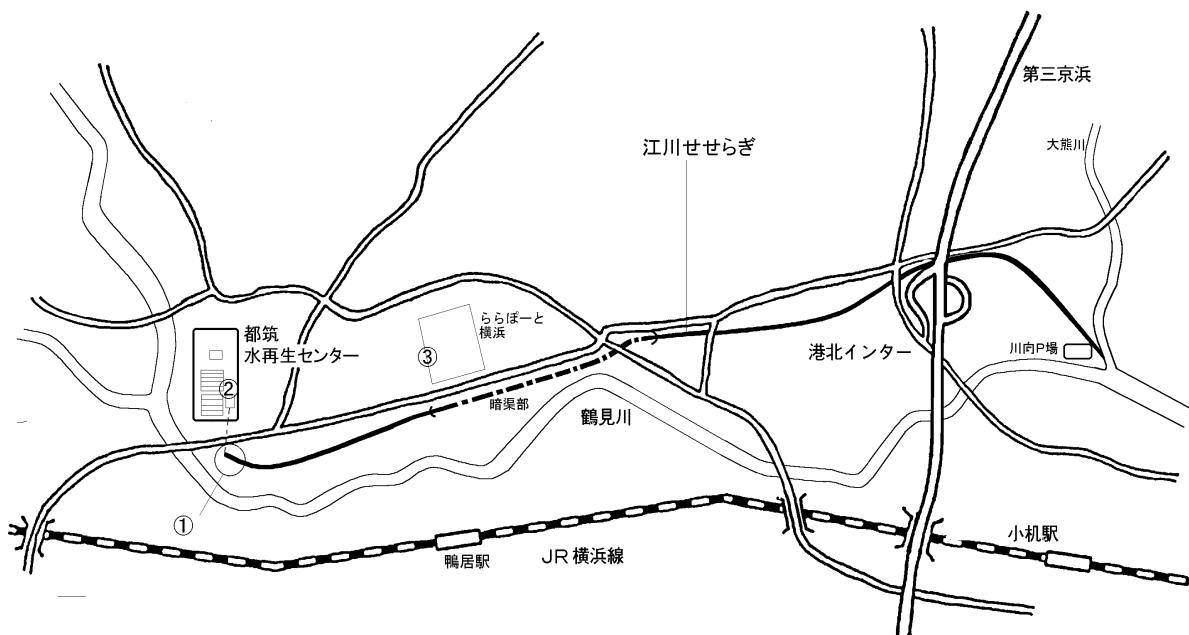 第三京浜
大熊川
江川せせらぎ
ららぽーと
横浜
都筑
水再生センター
③
港北インター
川向P場
②
暗渠部
鶴見川
①
小机駅
鴨居駅
JR横浜線